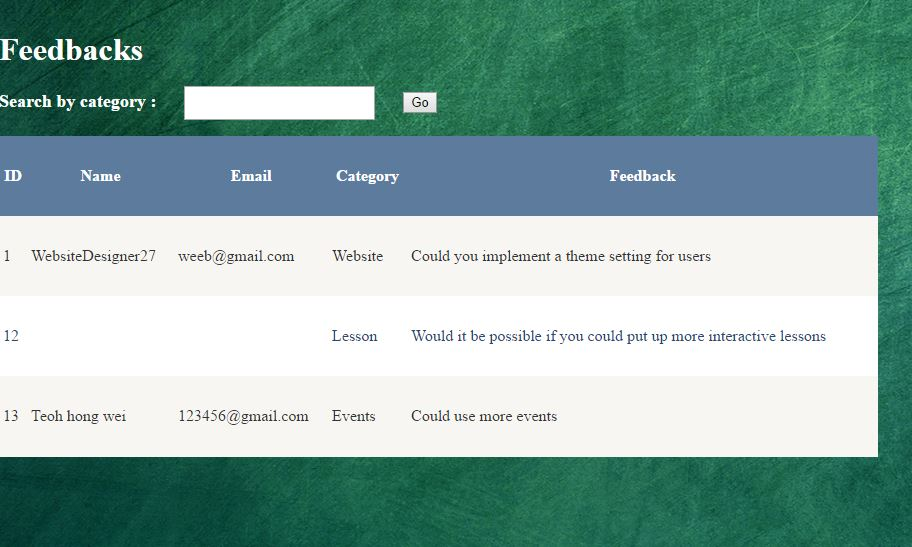 Feedbacks
Search by category :
Go
ID Name Email Category Feedback
1 WebsiteDesigner27 weeb@gmail.com Website Could you implement a theme setting for users
12 Lesson Would it be possible if you could put up more interactive lessons
13 Teoh hong wei 123456@gmail.com Events Could use more events